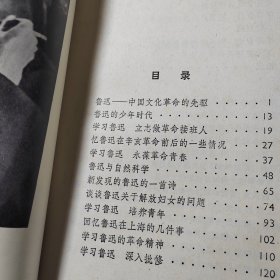 目录
鲁迅——中国文化革命的先驱 1
鲁迅的少年时代 13
学习鲁迅 立志做革命接班人 19
忆鲁迅在辛亥革命前后的一些情况 27
学习鲁迅 永葆革命青春 37
鲁迅与自然科学 48
新发现的鲁迅的一首诗 65
谈谈鲁迅关于解放妇女的问题 74
学习鲁迅 培养青年 93
回忆鲁迅在上海的几件事 102
学习鲁迅的革命精神 110
学习鲁迅 深入批修 120